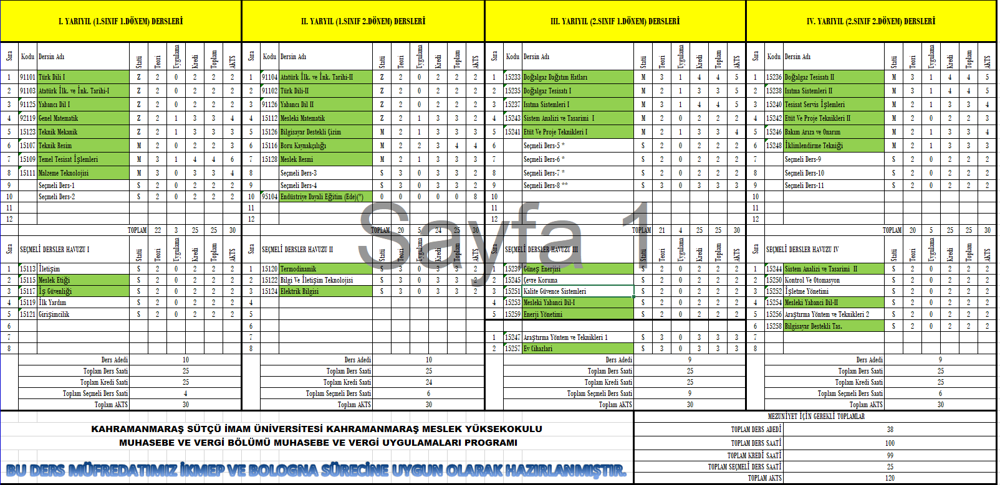 I. YARIYIL (1.SINIF 1.DÖNEM) DERSLERİ
Sıra Kodu Dersin Adı Statü Teori Uygulama Kredi Toplam AKTS
1 91101 Türk Dili I Z 2 0 2 2 2
2 91103 Atatürk İlk. ve İnk. Tarihi-I Z 2 0 2 2 2
3 91125 Yabancı Dil I Z 2 0 2 2 2
4 92119 Genel Matematik Z 2 1 3 3 4
5 15123 Teknik Mekanik Z 2 1 3 3 3
6 15107 Teknik Resim M 2 0 2 2 3
7 15109 Temel Tesisat İşlemleri M 3 1 4 4 6
8 15111 Malzeme Teknolojisi M 3 0 3 3 4
9 Seçmeli Ders-1 S 2 0 2 2 2
10 Seçmeli Ders-2 S 2 0 2 2 2
11
12
TOPLAM 22 3 25 25 30
Sıra SEÇMELİ DERSLER HAVUZU I Statü Teori Uygulama Kredi Toplam AKTS
1 15113 İletişim S 2 0 2 2 2
2 15115 Meslek Etiği S 2 0 2 2 2
3 15117 İş Güvenliği S 2 0 2 2 2
4 15119 İlk Yardım S 2 0 2 2 2
5 15121 Girişimcilik S 2 0 2 2 2
6
7
8
Ders Adedi 10
Toplam Ders Saati 25
Toplam Kredi Saati 25
Toplam Seçmeli Ders Saati 4
Toplam AKTS 30
II. YARYIL (1.SINIF 2.DÖNEM) DERSLERİ
Sıra Kodu Dersin Adı Statü Teori Uygulama Kredi Toplam AKTS
1 91104 Atatürk İlk. ve İnk. Tarihi-II Z 2 0 2 2 2
2 91102 Türk Dili-II Z 2 0 2 2 2
3 91126 Yabancı Dil II Z 2 0 2 2 2
4 15112 Mesleki Matematik Z 2 1 3 3 2
5 15126 Bilgisayar Destekli Çizim M 2 1 3 3 3
6 15116 Boru Kaynakçılığı M 2 2 3 4 4
7 15128 Meslek Resmi M 2 1 3 3 3
8 Seçmeli Ders-3 S 3 0 3 3 2
9 Seçmeli Ders-4 S 3 0 3 3 2
10 95104 Endüstriye Dayali Eğitim (Ede)(*) 0 0 0 0 0 8
11
12
TOPLAM 20 5 24 25 30
Sıra SEÇMELİ DERSLER HAVUZU II Statü Teori Uygulama Kredi Toplam AKTS
1 15120 Termodinamik S 3 0 3 3 2
2 15122 Bilgi Ve İletişim Teknolojisi S 3 0 3 3 2
3 15124 Elektrik Bilgisi S 3 0 3 3 2
4
5
6
7
8
Ders Adedi 10
Toplam Ders Saati 25
Toplam Kredi Saati 24
Toplam Seçmeli Ders Saati 6
Toplam AKTS 30
III. YARIYIL (2.SINIF 1.DÖNEM) DERSLERİ
Sıra Kodu Dersin Adı Statü Teori Uygulama Kredi Toplam AKTS
1 15233 Doğalgaz Dağıtım Hatları M 3 1 4 4 5
2 15235 Doğalgaz Tesisatı I M 2 1 3 3 5
3 15237 Isıtma Sistemleri I M 3 1 4 4 5
4 15243 Sistem Analizi ve Tasarimi I M 2 0 2 2 2
5 15241 Etüt Ve Proje Teknikleri I M 2 1 3 3 4
6 Seçmeli Ders-5 * S 2 0 2 2 2
7 Seçmeli Ders-6 * S 2 0 2 2 2
8 Seçmeli Ders-7 * S 2 0 2 2 2
9 Seçmeli Ders-8 ** S 3 0 3 3 3
10
11
12
TOPLAM 21 4 25 25 30
Sıra SEÇMELİ DERSLER HAVUZU III Statü Teori Uygulama Kredi Toplam AKTS
1 15239 Güneş Enerjisi S 2 0 2 2 2
2 15245 Çevre Koruma S 2 0 2 2 2
3 15251 Kalite Güvence Sistemleri S 2 0 2 2 2
4 15253 Mesleki Yabanci Dil-I S 2 0 2 2 2
5 15259 Enerji Yönetimi S 2 0 2 2 2
1 15247 Araştırma Yöntem ve Teknikleri 1 S 3 0 3 3 3
2 15257 Ev Cihazlari S 3 0 3 3 3
Ders Adedi 9
Toplam Ders Saati 25
Toplam Kredi Saati 25
Toplam Seçmeli Ders Saati 9
Toplam AKTS 30
IV. YARIYIL (2.SINIF 2.DÖNEM) DERSLERİ
Sıra Kodu Dersin Adı Statü Teori Uygulama Kredi Toplam AKTS
1 15236 Doğalgaz Tesisatı II M 3 1 4 4 5
2 15238 Isıtma Sistemleri II M 3 1 4 4 5
3 15240 Tesisat Servis İşlemleri M 2 1 3 3 4
4 15242 Etüt Ve Proje Teknikleri II M 2 0 2 2 3
5 15246 Bakım Arıza ve Onarım M 2 1 3 3 4
6 15248 İklimlendirme Tekniği M 2 1 3 3 3
7 Seçmeli Ders-9 S 2 0 2 2 2
8 Seçmeli Ders-10 S 2 0 2 2 2
9 Seçmeli Ders-11 S 2 0 2 2 2
10
11
12
TOPLAM 20 5 25 25 30
Sıra SEÇMELİ DERSLER HAVUZU IV Statü Teori Uygulama Kredi Toplam AKTS
1 15244 Sistem Analizi ve Tasarimi II S 2 0 2 2 2
2 15250 Kontrol Ve Otomasyon S 2 0 2 2 2
3 15252 İşletme Yönetimi S 2 0 2 2 2
4 15254 Mesleki Yabanci Dil-II S 2 0 2 2 2
5 15256 Araştırma Yöntem ve Teknikleri 2 S 2 0 2 2 2
6 15258 Bilgisayar Destekli Tas. S 2 0 2 2 2
7
8
Ders Adedi 9
Toplam Ders Saati 25
Toplam Kredi Saati 25
Toplam Seçmeli Ders Saati 6
Toplam AKTS 30
Sayfa 1
KAHRAMANMARAŞ SÜTÇÜ İMAM ÜNİVERSİTESİ KAHRAMANMARAŞ MESLEK YÜKSEKOKULU
MUHASEBE VE VERGİ BÖLÜMÜ MUHASEBE VE VERGİ UYGULAMALARI PROGRAMI
BU DERS MÜFREDATIMIZ İKMEP VE BOLOGNA SÜRECİNE UYGUN OLARAK HAZIRLANMIŞTIR.
MEZUNİYET İÇİN GEREKLİ TOPLAMLAR
TOPLAM DERS ADEDİ 38
TOPLAM DERS SAATİ 100
TOPLAM KREDİ SAATİ 99
TOPLAM SEÇMELİ DERS SAATİ 25
TOPLAM AKTS 120